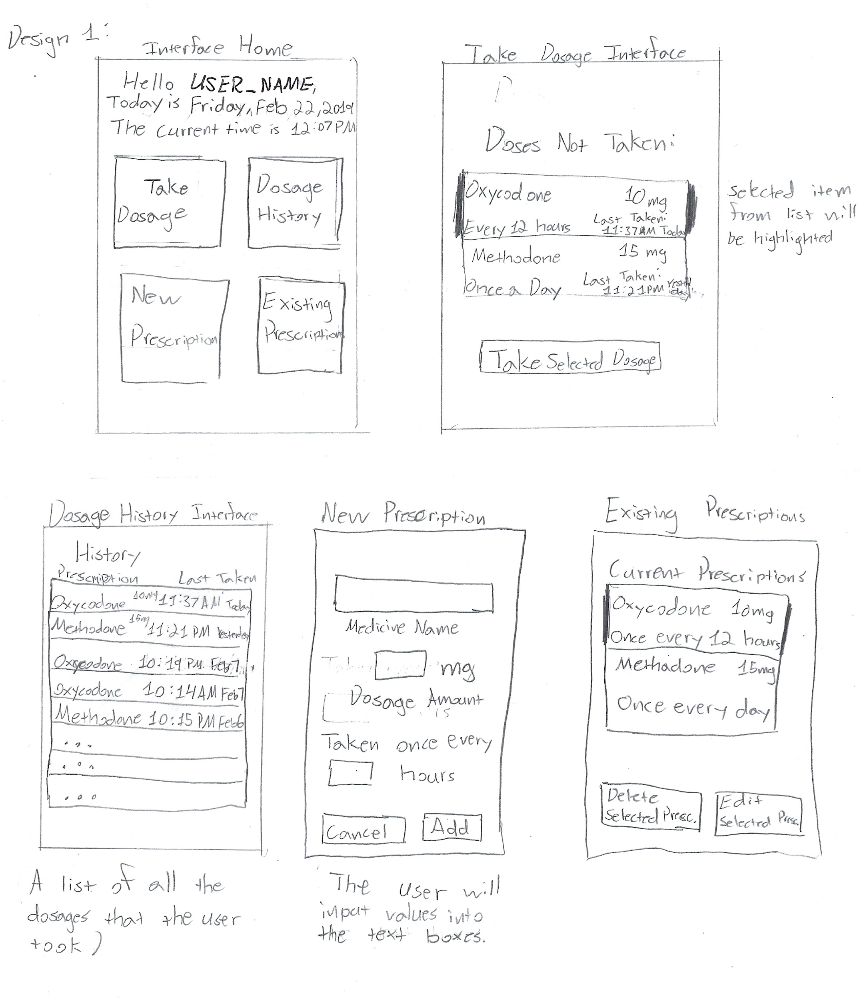 Design 1:
Interface Home
Hello USER_NAME,
Today is Friday, Feb 22, 2019
The current time is 12:07 PM
Take
Dosage
Dosage
History
New
Prescription
Existing
Prescriptions
Take Dosage Interface
Doses Not Taken:
Oxycodone 10 mg
Every 12 hours Last Taken:
11:37AM Today
Methodone 15 mg
Once a Day Last Taken:
11:21PM Yesterday
Take Selected Dosage
selected item
from list will
be highlighted
Dosage History Interface
History
Prescription Last Taken
Oxycodone 10mg 11:37 AM Today
Methodone 15mg 11:21 PM Yesterday
Oxycodone 10:19 PM Feb 7
Oxycodone 10:14 AM Feb 7
Methodone 10:15 PM Feb 6
...
...
...
A list of all the
dosages that the user
took)
New Prescription
Medicine Name
mg
Dosage Amount
Taken once every
hours
Cancel Add
The user will
input values into
the text boxes.
Existing Prescriptions
Current Prescriptions
Oxycodone 10mg
Once every 12 hours
Methadone 15mg
Once every day
Delete
Selected Presc.
Edit
Selected Presc.